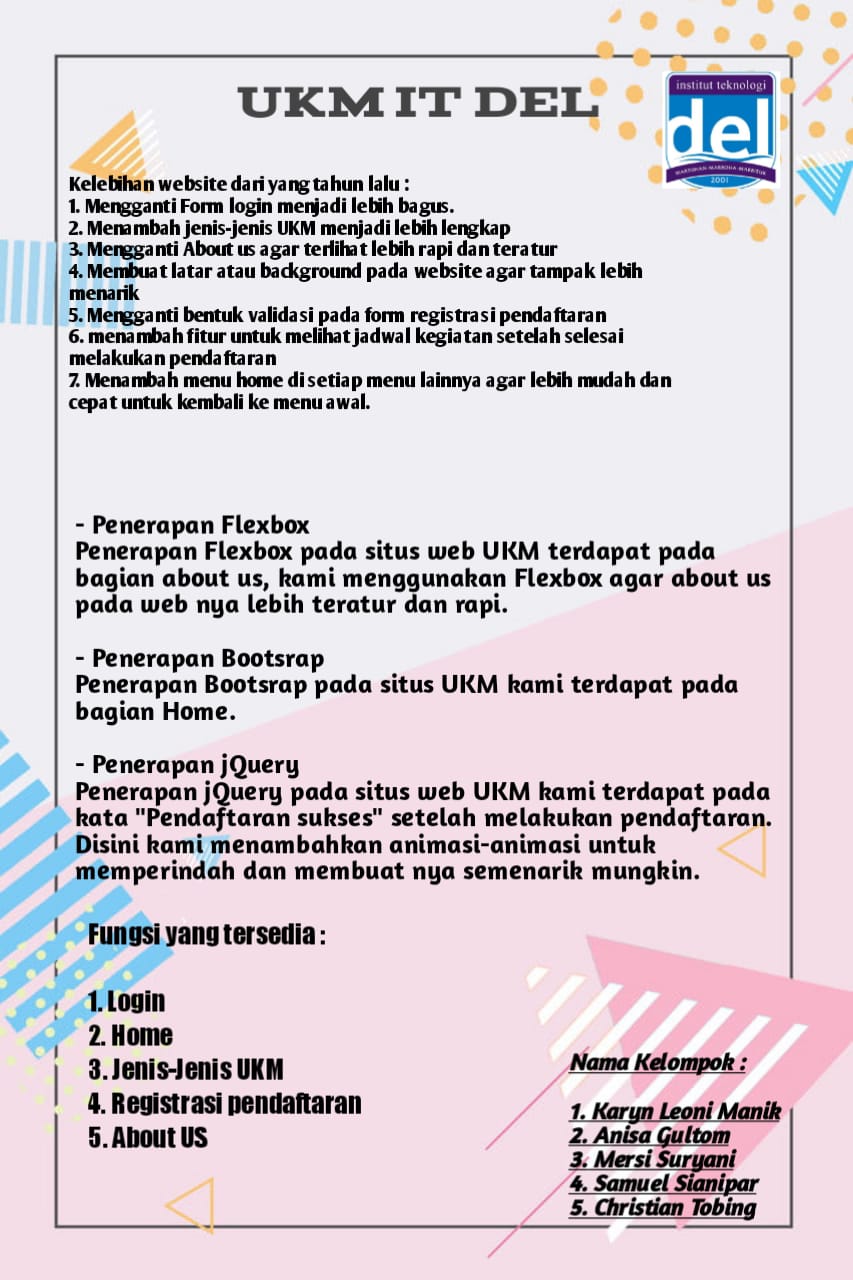 UKM IT DEL
institut teknologi
del
MARTUHAN-MARROHA-MARBISUK
2001
Kelebihan website dari yang tahun lalu :
1. Mengganti Form login menjadi lebih bagus.
2. Menambah jenis-jenis UKM menjadi lebih lengkap
3. Mengganti About us agar terlihat lebih rapi dan teratur
4. Membuat latar atau background pada website agar tampak lebih
menarik
5. Mengganti bentuk validasi pada form registrasi pendaftaran
6. menambah fitur untuk melihat jadwal kegiatan setelah selesai
melakukan pendaftaran
7. Menambah menu home di setiap menu lainnya agar lebih mudah dan
cepat untuk kembali ke menu awal.
- Penerapan Flexbox
Penerapan Flexbox pada situs web UKM terdapat pada
bagian about us, kami menggunakan Flexbox agar about us
pada web nya lebih teratur dan rapi.
- Penerapan Bootsrap
Penerapan Bootsrap pada situs UKM kami terdapat pada
bagian Home.
- Penerapan jQuery
Penerapan jQuery pada situs web UKM kami terdapat pada
kata "Pendaftaran sukses" setelah melakukan pendaftaran.
Disini kami menambahkan animasi-animasi untuk
memperindah dan membuat nya semenarik mungkin.
Fungsi yang tersedia :
1. Login
2. Home
3. Jenis-Jenis UKM
4. Registrasi pendaftaran
5. About US
Nama Kelompok :
1. Karyn Leoni Manik
2. Anisa Gultom
3. Mersi Suryani
4. Samuel Sianipar
5. Christian Tobing